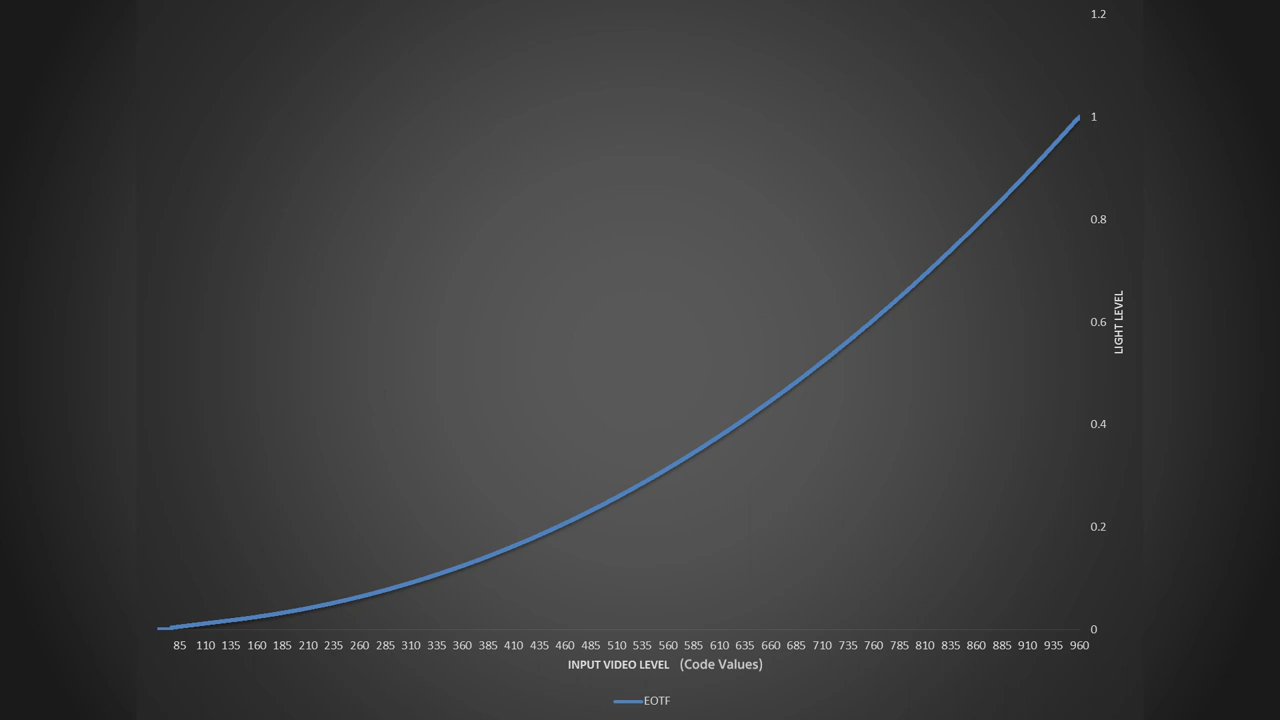 1.2
1
0.8
0.6
LIGHT LEVEL
0.4
0.2
0
85 110 135 160 185 210 235 260 285 310 335 360 385 410 435 460 485 510 535 560 585 610 635 660 685 710 735 760 785 810 835 860 885 910 935 960
INPUT VIDEO LEVEL (Code Values)
EOTF